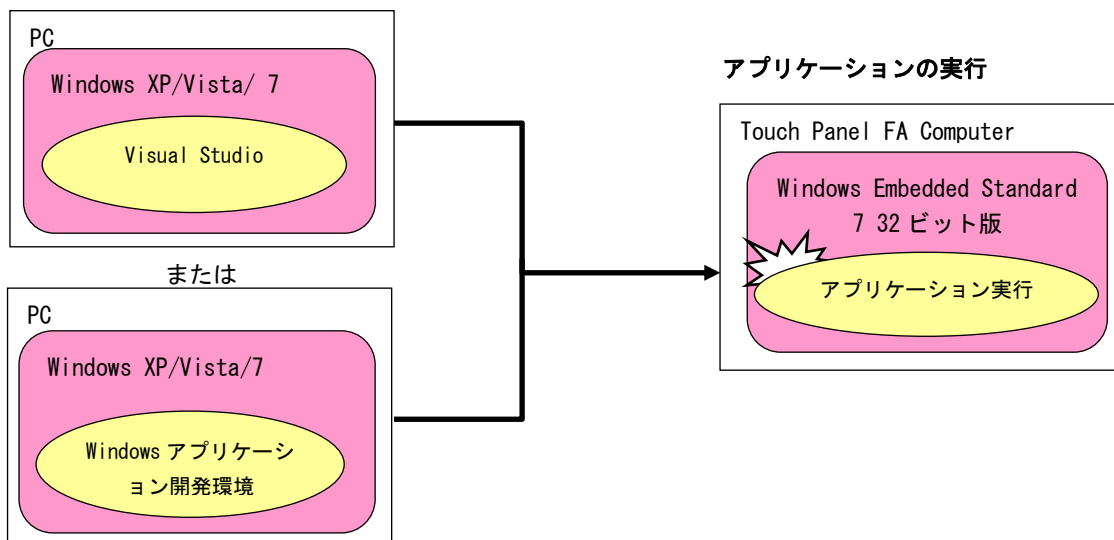 PC
Windows XP/Vista/ 7
Visual Studio
または
PC
Windows XP/Vista/7
Windows アプリケーシ
ョン開発環境
アプリケーションの実行
Touch Panel FA Computer
Windows Embedded Standard
7 32 ビット版
アプリケーション実行